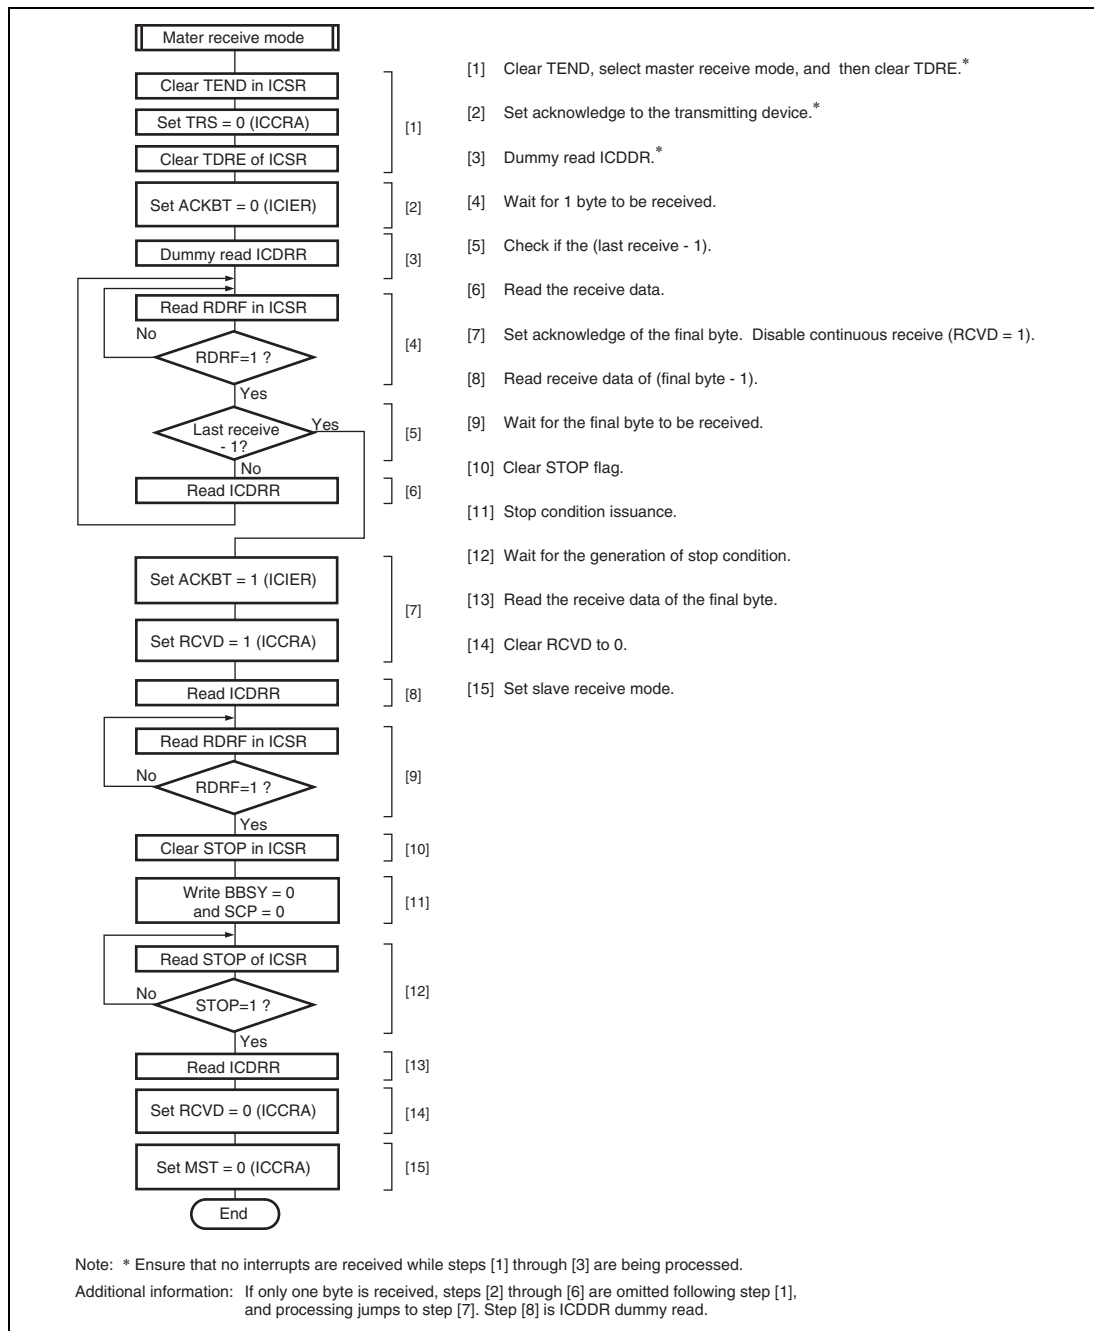 Mater receive mode
Clear TEND in ICSR
Set TRS = 0 (ICCRA)
Clear TDRE of ICSR
[1]
Set ACKBT = 0 (ICIER)
[2]
Dummy read ICDRR
[3]
Read RDRF in ICSR
No
RDRF=1 ?
[4]
Yes
Last receive
- 1?
Yes
[5]
No
Read ICDRR
[6]
Set ACKBT = 1 (ICIER)
[7]
Set RCVD = 1 (ICCRA)
Read ICDRR
[8]
Read RDRF in ICSR
No
RDRF=1 ?
[9]
Yes
Clear STOP in ICSR
[10]
Write BBSY = 0
and SCP = 0
[11]
Read STOP of ICSR
No
STOP=1 ?
[12]
Yes
Read ICDRR
[13]
Set RCVD = 0 (ICCRA)
[14]
Set MST = 0 (ICCRA)
[15]
End
[1] Clear TEND, select master receive mode, and then clear TDRE.*
[2] Set acknowledge to the transmitting device.*
[3] Dummy read ICDDR.*
[4] Wait for 1 byte to be received.
[5] Check if the (last receive - 1).
[6] Read the receive data.
[7] Set acknowledge of the final byte. Disable continuous receive (RCVD = 1).
[8] Read receive data of (final byte - 1).
[9] Wait for the final byte to be received.
[10] Clear STOP flag.
[11] Stop condition issuance.
[12] Wait for the generation of stop condition.
[13] Read the receive data of the final byte.
[14] Clear RCVD to 0.
[15] Set slave receive mode.
Note: * Ensure that no interrupts are received while steps [1] through [3] are being processed.
Additional information: If only one byte is received, steps [2] through [6] are omitted following step [1],
and processing jumps to step [7]. Step [8] is ICDDR dummy read.